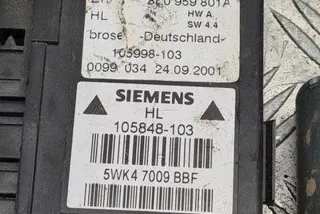 8E0 959 801A
HL HW A
SW 4.4
brose -Deutschland-
105998-103
0099 034 24.09.2001
SIEMENS
HL
105848-103
5WK4 7009 BBF